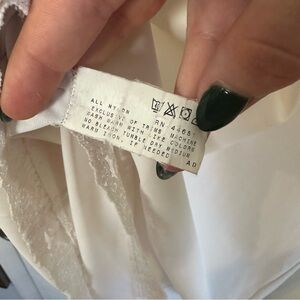 ALL NYLON
EXCLUSIVE OF TRIMS MACHINE
WASH WARM WITH LIKE COLORS
NO BLEACH TUMBLE DRY MEDIUM
WARM IRON, IF NEEDED
AD
RN